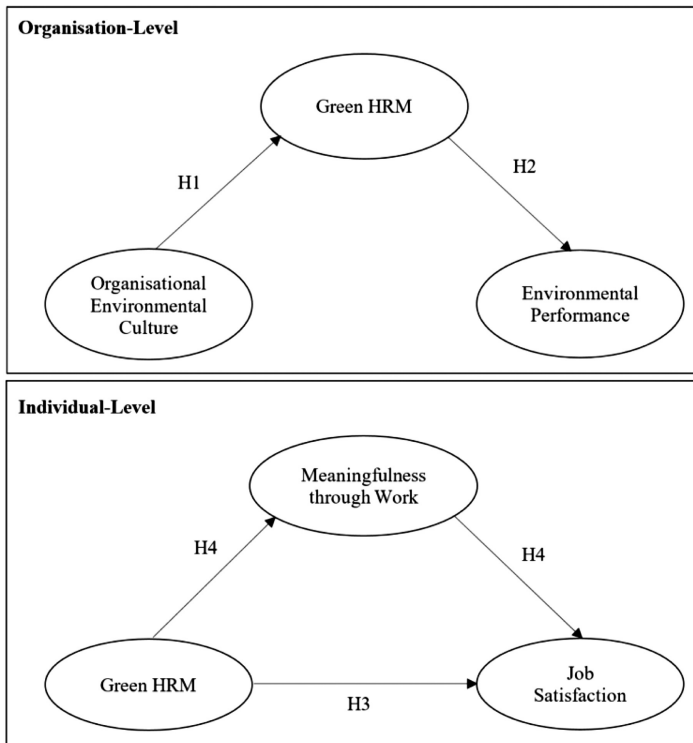 Organisation-Level
Green HRM
H1
H2
Organisational
Environmental
Culture
Environmental
Performance
Individual-Level
Meaningfulness
through Work
H4
H4
Green HRM
Job
Satisfaction
H3